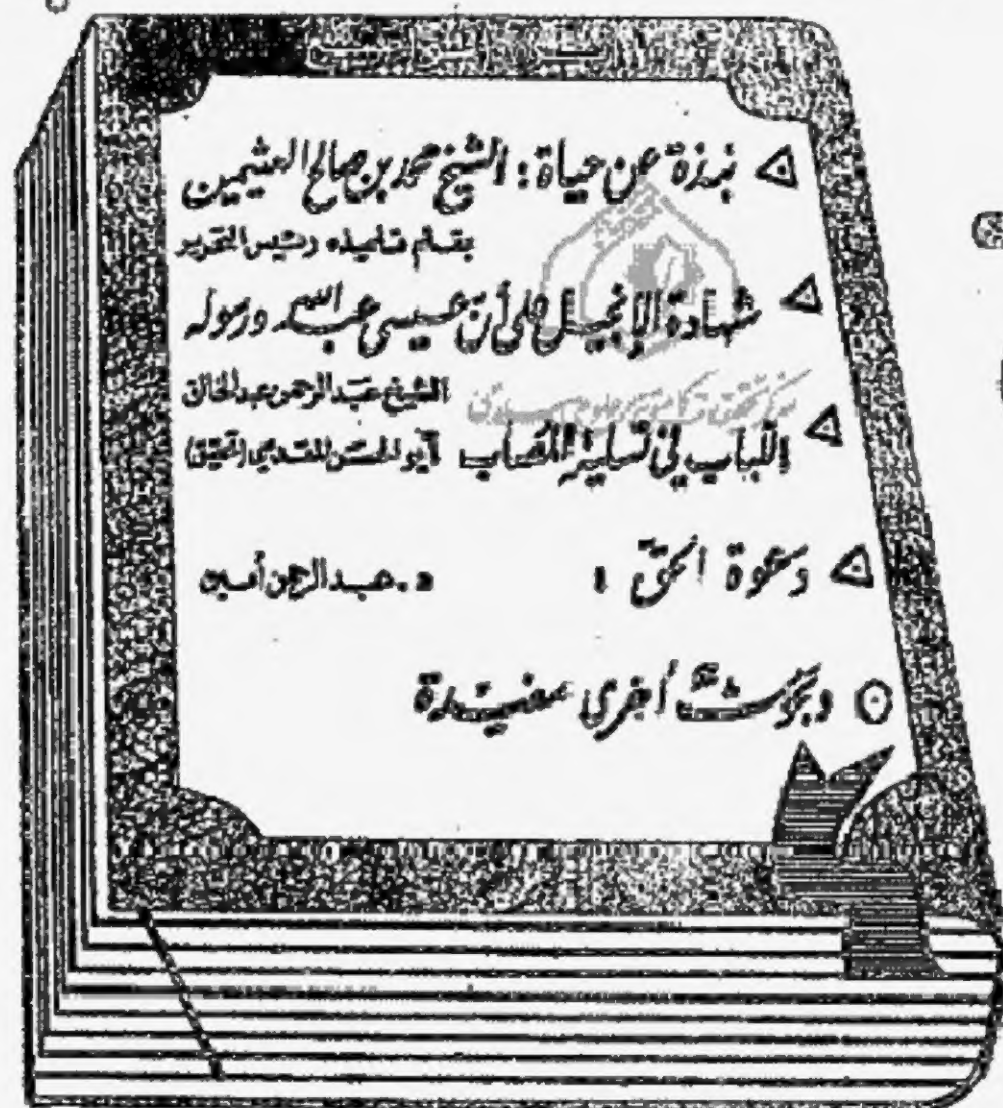 نبذة عن حياة : الشيخ محمد بن صالح العثيمين
بقلم تلميذه رئيس التحرير
شهادة الإنجيل على أن عيسى عبد الله ورسوله
الشيخ عبد الرحمن عبد الخالق
اللباب في تسلية المصاب أبو الحسن المقدسي (تحقيق)
دعوة الحق : د. عبد الرحمن أمين
وبحوث أخرى مفيدة